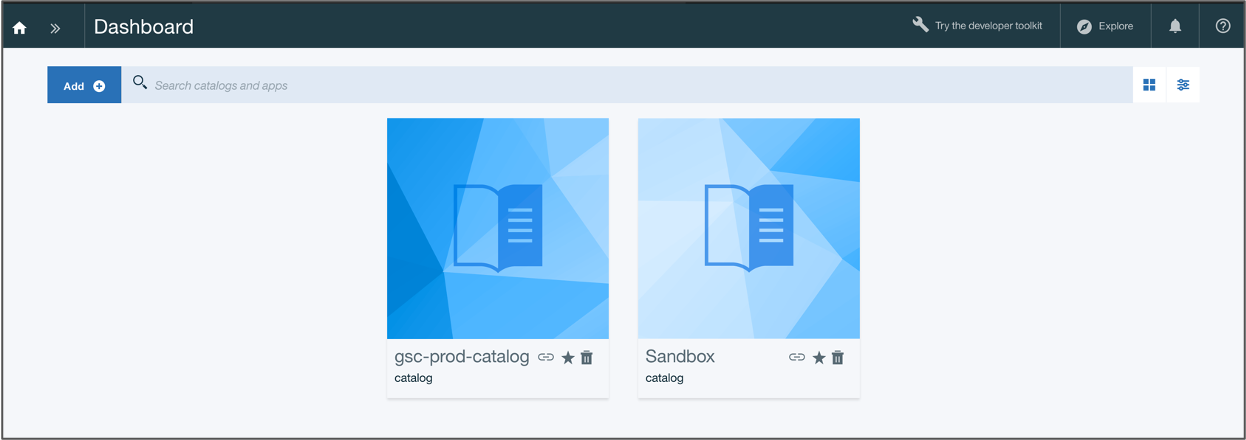 Dashboard
Try the developer toolkit
Explore
Add
Search catalogs and apps
gsc-prod-catalog
catalog
Sandbox
catalog